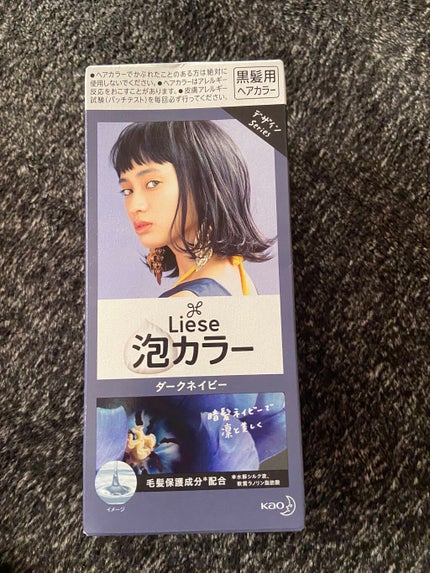 ●ヘアカラーでかぶれたことのある方は絶対に
使用しないでください。●ヘアカラーはアレルギー
反応をおこすことがあります。●皮膚アレルギー
試験(パッチテスト)を毎回必ず行ってください。
黒髪用
ヘアカラー
デザイン
Series
Liese
泡カラー
ダークネイビー
暗髪ネイビーで
凛と美しく
毛髪保護成分*配合
*水解シルク液、
軟質ラノリン脂肪酸
イメージ
Kao